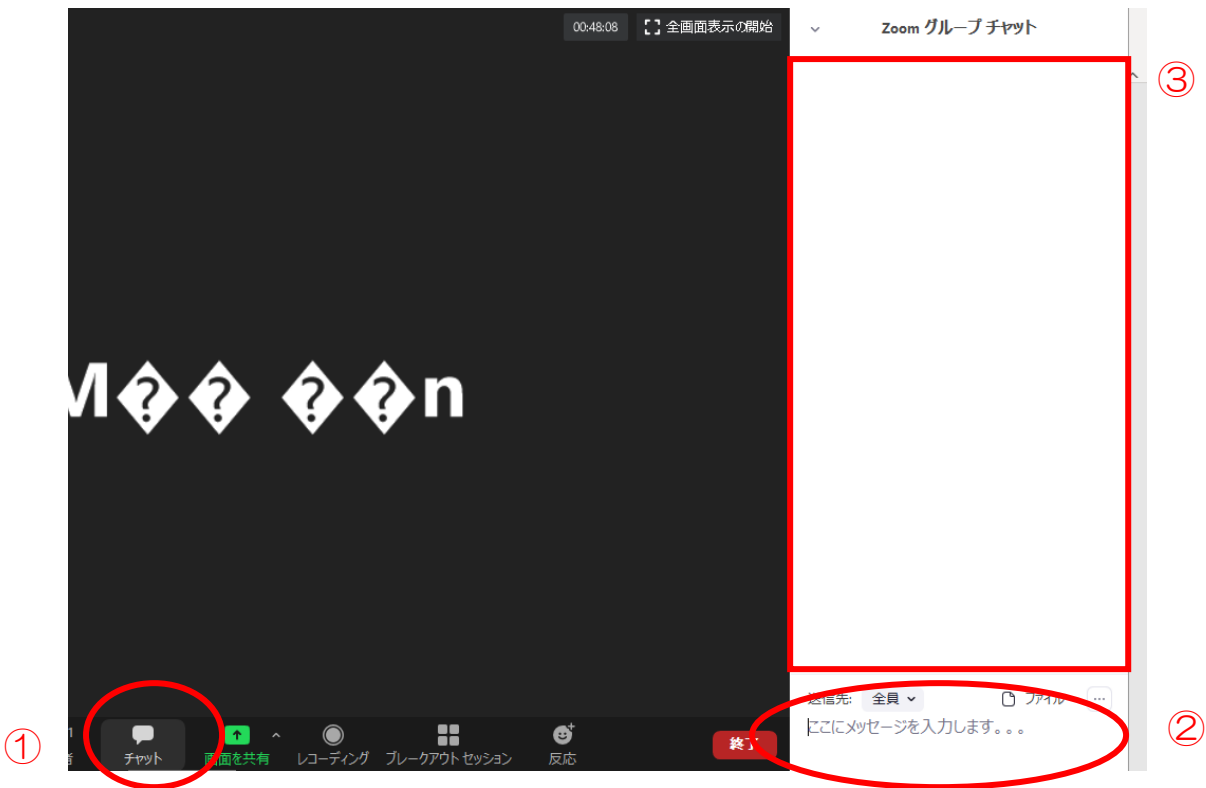 00:48:08 全画面表示の開始
Zoom グループ チャット
③
M�� ��n
送信先: 全員 ファイル
ここにメッセージを入力します。。。
②
①
1
チャット 画面を共有 レコーディング ブレークアウト セッション 反応 終了